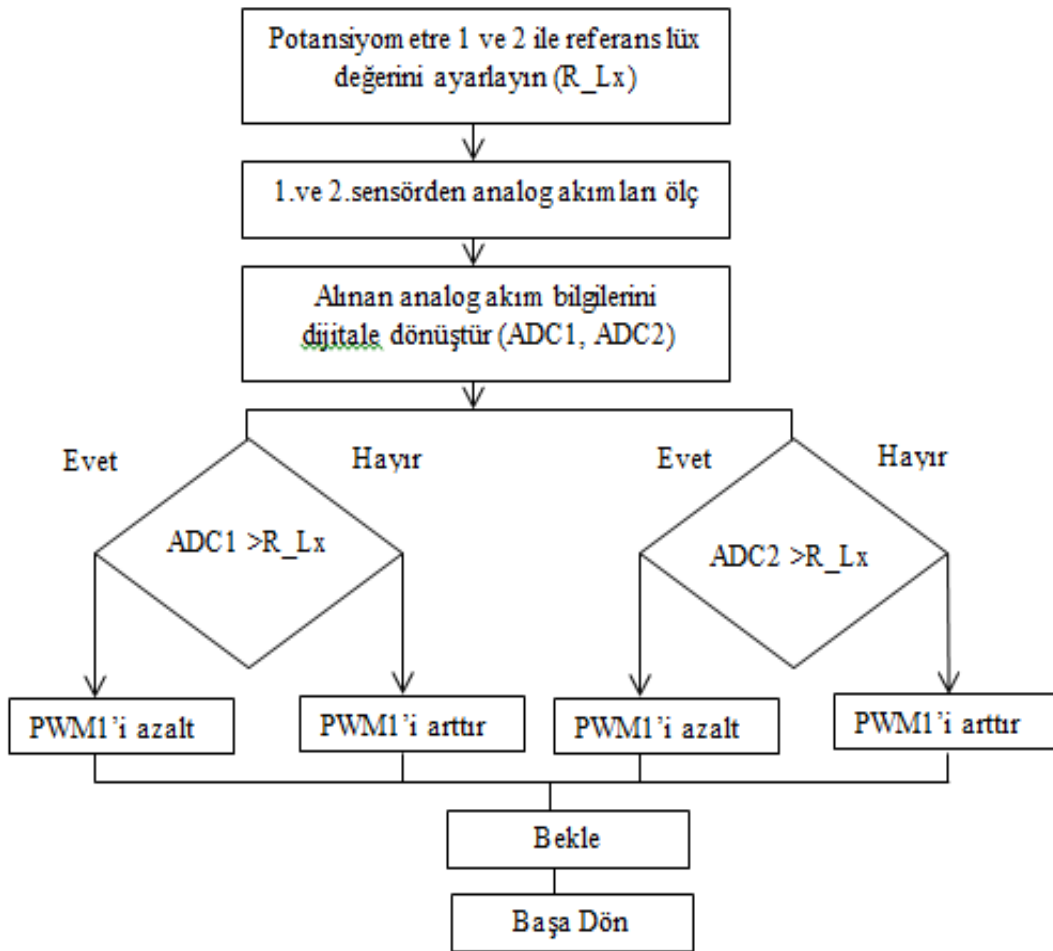 Potansiyometre 1 ve 2 ile referans lüx
değerini ayarlayın (R_Lx)
1.ve 2.sensörden analog akımları ölç
Alınan analog akım bilgilerini
dijitale dönüştür (ADC1, ADC2)
Evet
Hayır
Evet
Hayır
ADC1 >R_Lx
ADC2 >R_Lx
PWM1’i azalt
PWM1’i arttır
PWM1’i azalt
PWM1’i arttır
Bekle
Başa Dön